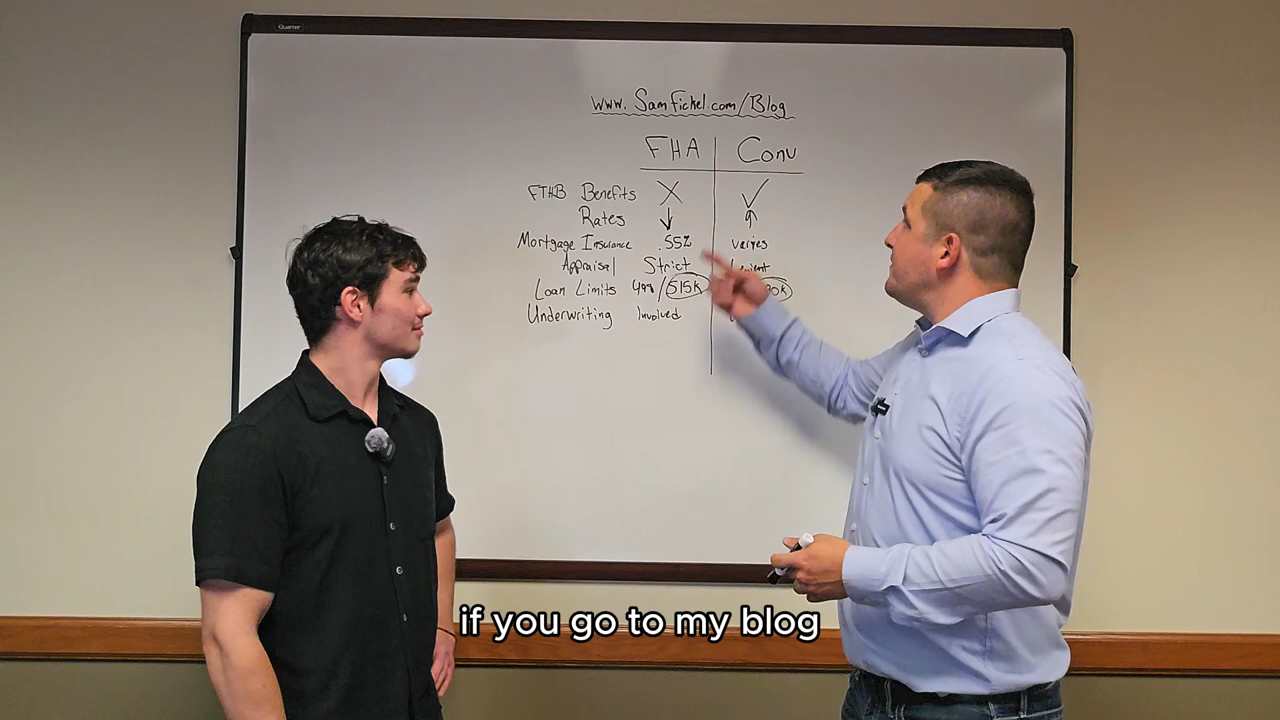 Quartet
www.SamFickel.com/Blog
FHA Conv
FTHB Benefits X ✓
Rates ↓ ↑
Mortgage Insurance .55% varies
Appraisal Strict
Loan Limits 515K
Underwriting Involved
if you go to my blog